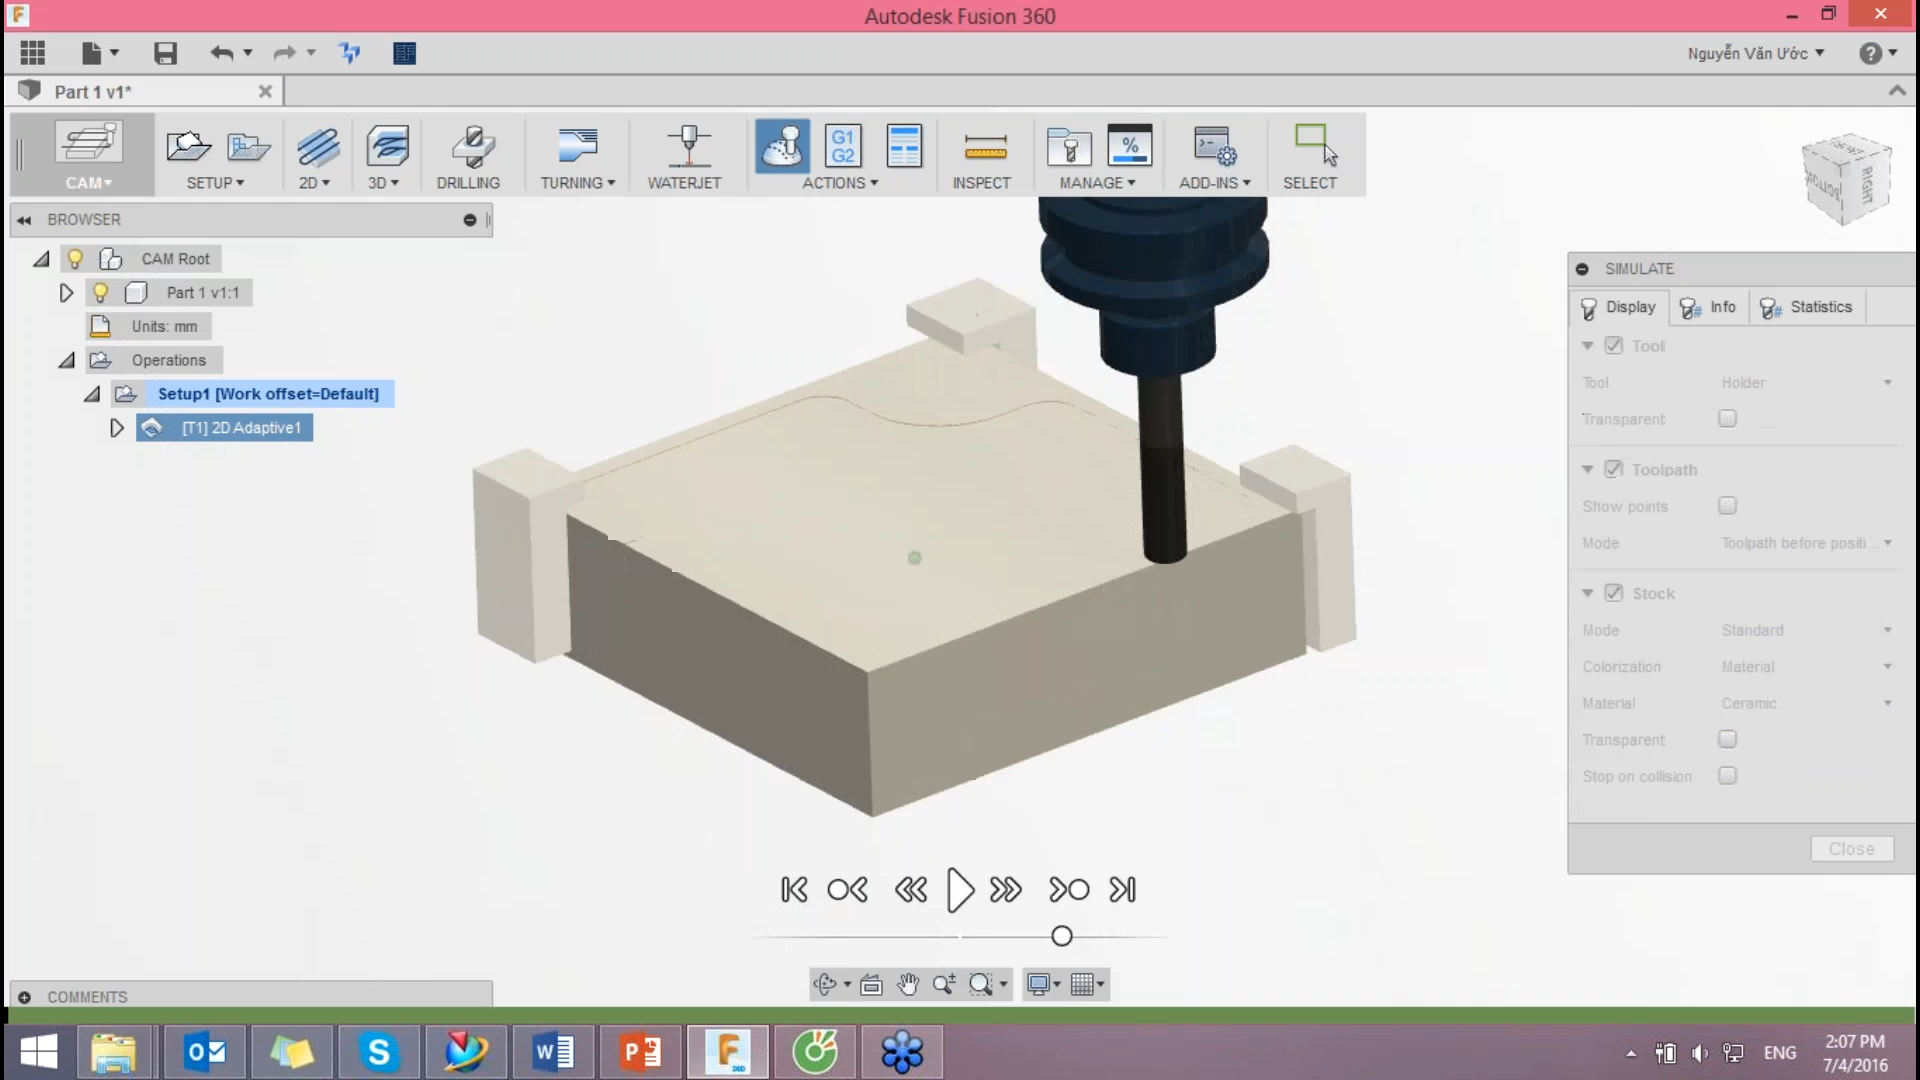 Autodesk Fusion 360
Nguyễn Văn Ước
Part 1 v1*
CAM
SETUP
2D
3D
DRILLING
TURNING
WATERJET
G1
G2
ACTIONS
INSPECT
%
MANAGE
ADD-INS
SELECT
RIGHT
BOTTOM
BROWSER
CAM Root
Part 1 v1:1
Units: mm
Operations
Setup1 [Work offset=Default]
[T1] 2D Adaptive1
SIMULATE
Display
Info
Statistics
Tool
Tool Holder
Transparent
Toolpath
Show points
Mode Toolpath before positi...
Stock
Mode Standard
Colorization Material
Material Ceramic
Transparent
Stop on collision
Close
COMMENTS
ENG
2:07 PM
7/4/2016